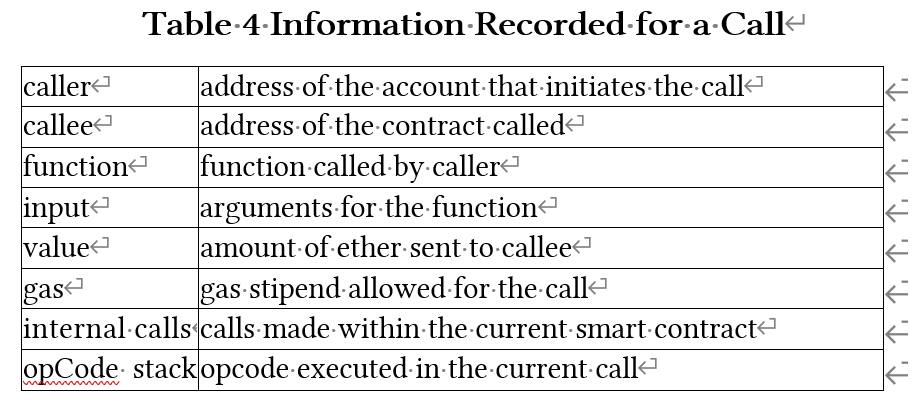 Table 4 Information Recorded for a Call
caller address of the account that initiates the call
callee address of the contract called
function function called by caller
input arguments for the function
value amount of ether sent to callee
gas gas stipend allowed for the call
internal calls calls made within the current smart contract
opCode stack opcode executed in the current call